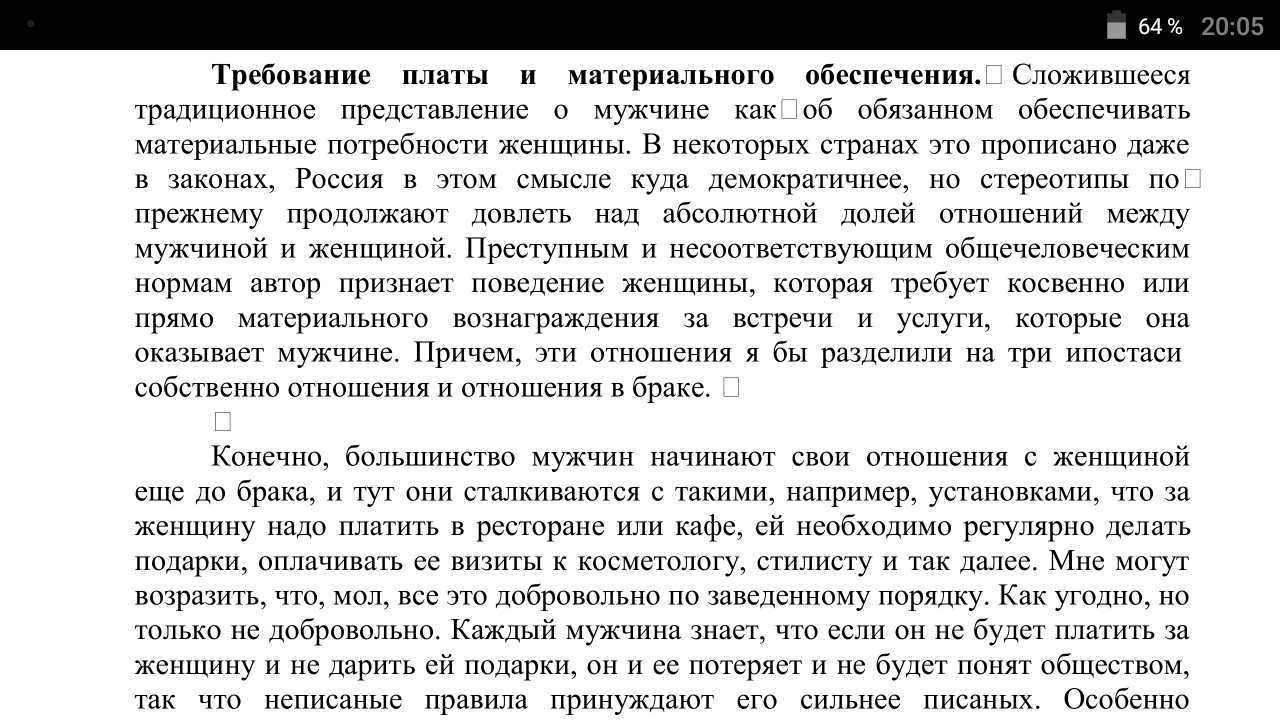 64 % 20:05
Требование платы и материального обеспечения. Сложившееся
традиционное представление о мужчине как об обязанном обеспечивать
материальные потребности женщины. В некоторых странах это прописано даже
в законах, Россия в этом смысле куда демократичнее, но стереотипы по
прежнему продолжают довлеть над абсолютной долей отношений между
мужчиной и женщиной. Преступным и несоответствующим общечеловеческим
нормам автор признает поведение женщины, которая требует косвенно или
прямо материального вознаграждения за встречи и услуги, которые она
оказывает мужчине. Причем, эти отношения я бы разделили на три ипостаси
собственно отношения и отношения в браке.
Конечно, большинство мужчин начинают свои отношения с женщиной
еще до брака, и тут они сталкиваются с такими, например, установками, что за
женщину надо платить в ресторане или кафе, ей необходимо регулярно делать
подарки, оплачивать ее визиты к косметологу, стилисту и так далее. Мне могут
возразить, что, мол, все это добровольно по заведенному порядку. Как угодно, но
только не добровольно. Каждый мужчина знает, что если он не будет платить за
женщину и не дарить ей подарки, он и ее потеряет и не будет понят обществом,
так что неписаные правила принуждают его сильнее писаных. Особенно